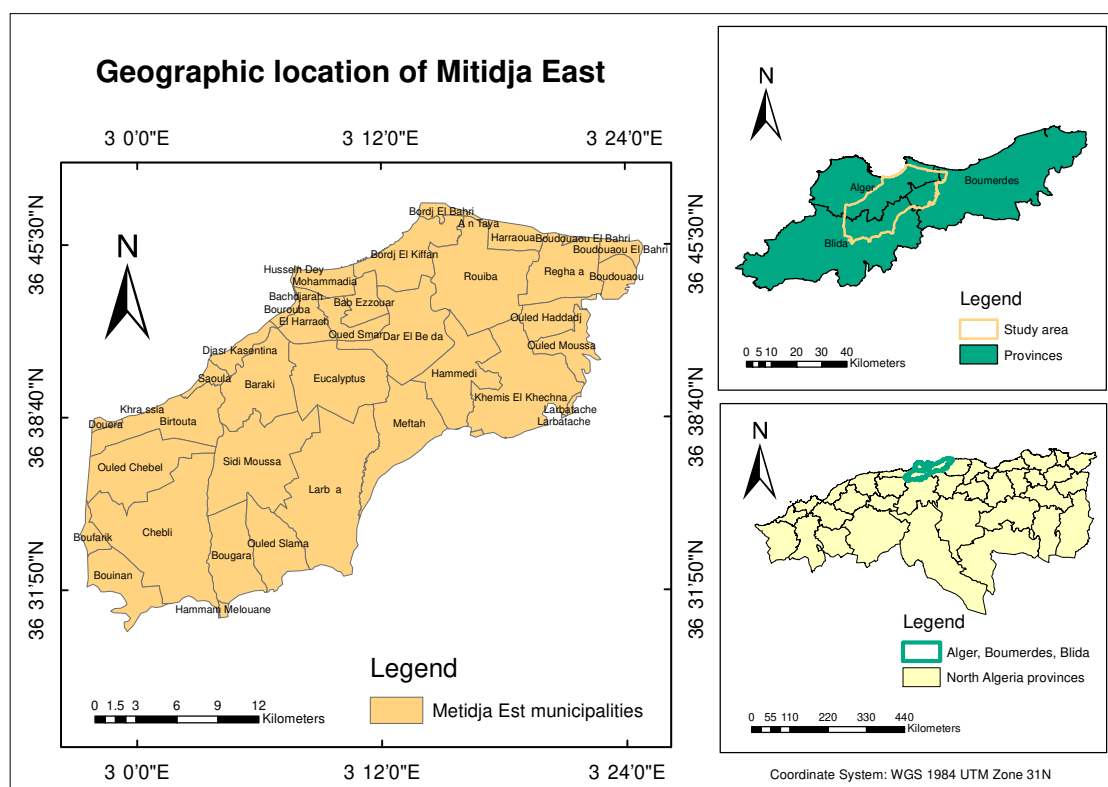 Geographic location of Mitidja East
3 0'0"E 3 12'0"E 3 24'0"E
36 45'30"N
36 38'40"N
36 31'50"N
N
Bordj El Bahri
A n Taya
Harraoua
Boudouaou El Bahri
Boudouaou El Bahri
Bordj El Kiffan
Hussein Dey
Mohammadia
Rouiba
Regha a
Boudouaou
Bachdjarah
Bab Ezzouar
Bourouba
El Harrach
Ouled Haddadj
Oued Smar
Dar El Be da
Ouled Moussa
Djasr Kasentina
Saoula
Baraki
Eucalyptus
Hammedi
Khemis El Khechna
Khra ssia
Larbatache
Douera
Birtouta
Meftah
Larbatache
Ouled Chebel
Sidi Moussa
Larb a
Chebli
Boufarik
Ouled Slama
Bougara
Bouinan
Hammam Melouane
Legend
Metidja Est municipalities
0 1.5 3 6 9 12
Kilometers
36 45'30"N
36 38'40"N
36 31'50"N
3 0'0"E 3 12'0"E 3 24'0"E
N
Alger
Boumerdes
Blida
Legend
Study area
Provinces
0 5 10 20 30 40
Kilometers
N
Legend
Alger, Boumerdes, Blida
North Algeria provinces
0 55 110 220 330 440
Kilometers
Coordinate System: WGS 1984 UTM Zone 31N